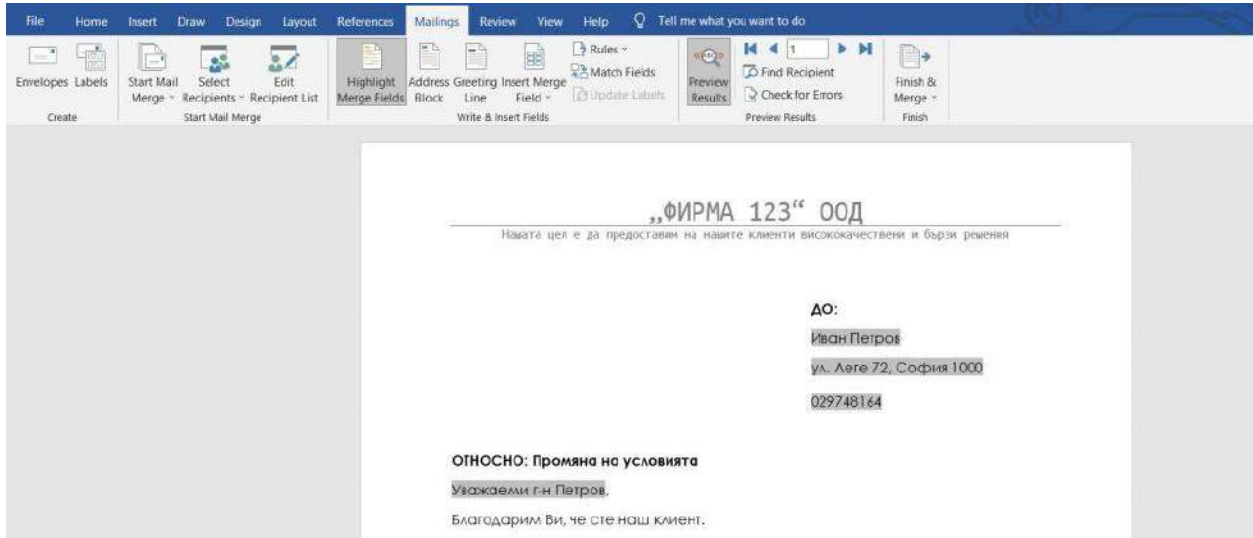 File Home Insert Draw Design Layout References Mailings Review View Help Tell me what you want to do
Envelopes Labels Start Mail Merge Select Recipients Edit Recipient List Highlight Merge Fields Address Block Greeting Line Insert Merge Field Rules Match Fields Update Labels Preview Results 1 Find Recipient Check for Errors Finish & Merge
Create Start Mail Merge Write & Insert Fields Preview Results Finish
„ФИРМА 123“ ООД
Нашата цел е да предоставим на нашите клиенти висококачествени и бързи решения
ДО:
Иван Петров
ул. Леге 72, София 1000
029748164
ОТНОСНО: Промяна на условията
Уважаеми г-н Петров,
Благодарим Ви, че сте наш клиент.